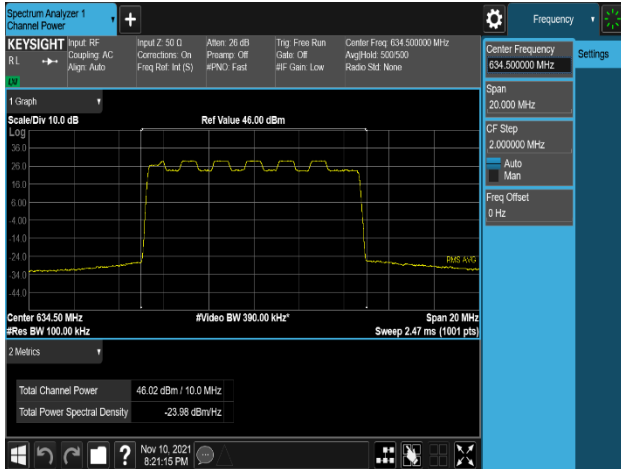 Spectrum Analyzer 1
Channel Power
+
Frequency
KEYSIGHT
Input: RF
Coupling: AC
Align: Auto
Input Z: 50 Ω
Corrections: On
Freq Ref: Int (S)
Atten: 26 dB
Preamp: Off
#PNO: Fast
Trig: Free Run
Gate: Off
#IF Gain: Low
Center Freq: 634.500000 MHz
Avg|Hold: 500/500
Radio Std: None
R L
Center Frequency
634.500000 MHz
Settings
Span
20.000 MHz
CF Step
2.000000 MHz
Auto
Man
Freq Offset
0 Hz
1 Graph
Scale/Div 10.0 dB
Ref Value 46.00 dBm
Log
36.0
26.0
16.0
6.00
-4.00
-14.0
-24.0
-34.0
-44.0
RMS AVG
Center 634.50 MHz
#Video BW 390.00 kHz*
Span 20 MHz
#Res BW 100.00 kHz
Sweep 2.47 ms (1001 pts)
2 Metrics
Total Channel Power 46.02 dBm / 10.0 MHz
Total Power Spectral Density -23.98 dBm/Hz
?
Nov 10, 2021
8:21:15 PM